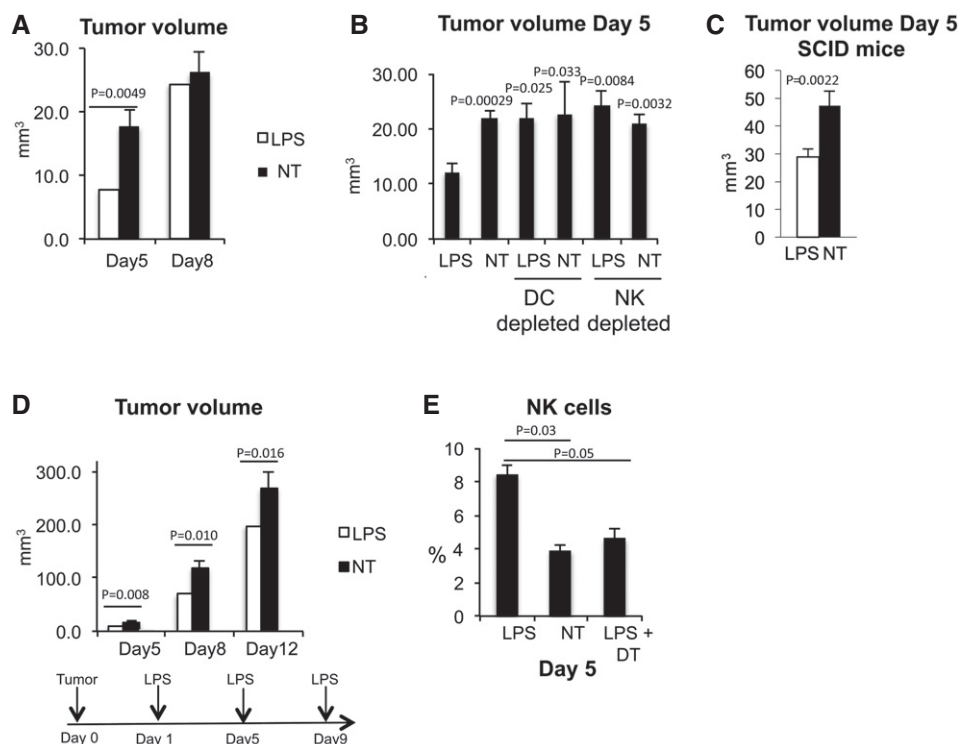 A
Tumor volume
30.0
20.0
10.0
0.0
mm³
P=0.0049
LPS
NT
Day5 Day8
B
Tumor volume Day 5
30.00
20.00
10.00
0.00
mm³
P=0.00029
P=0.025
P=0.033
P=0.0084
P=0.0032
LPS NT LPS NT LPS NT
DC
depleted
NK
depleted
C
Tumor volume Day 5
SCID mice
60
50
40
30
20
10
0
mm³
P=0.0022
LPS NT
D
Tumor volume
300.0
200.0
100.0
0.0
mm³
P=0.008
P=0.010
P=0.016
LPS
NT
Day5 Day8 Day12
Tumor LPS LPS LPS
Day 0 Day 1 Day5 Day9
E
NK cells
10
8
6
4
2
0
%
P=0.03
P=0.05
LPS NT LPS +
DT
Day 5